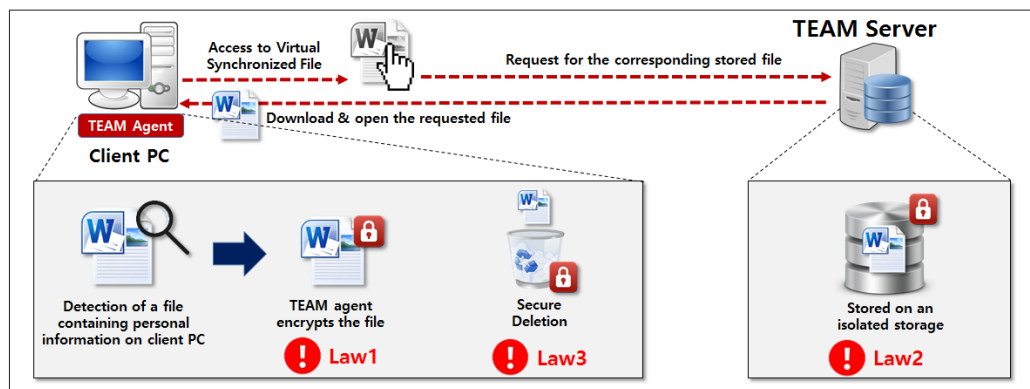 TEAM Server
Access to Virtual
Synchronized File
W
Request for the corresponding stored file
TEAM Agent
W
Download & open the requested file
Client PC
W
W
W
W
Detection of a file
containing personal
information on client PC
TEAM agent
encrypts the file
Secure
Deletion
Stored on an
isolated storage
! Law1
! Law3
! Law2